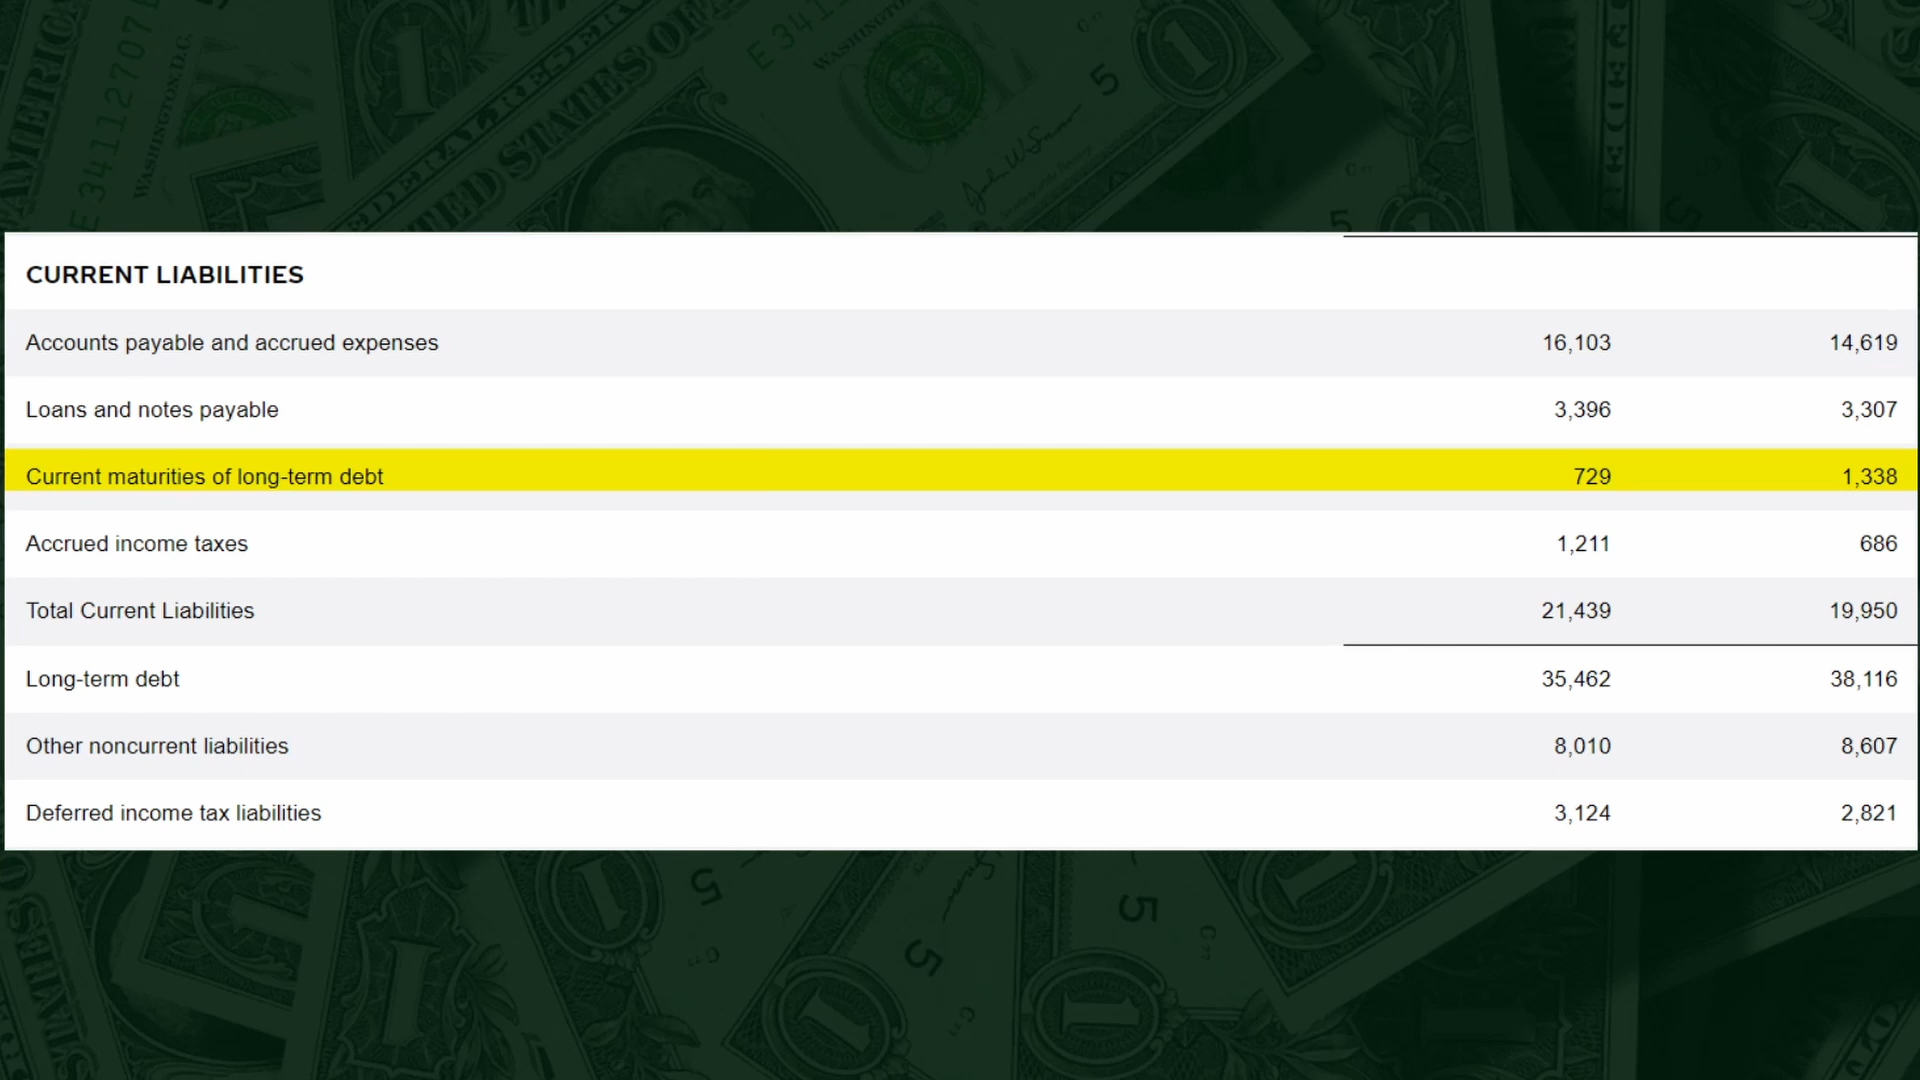 CURRENT LIABILITIES
Accounts payable and accrued expenses 16,103 14,619
Loans and notes payable 3,396 3,307
Current maturities of long-term debt 729 1,338
Accrued income taxes 1,211 686
Total Current Liabilities 21,439 19,950
Long-term debt 35,462 38,116
Other noncurrent liabilities 8,010 8,607
Deferred income tax liabilities 3,124 2,821